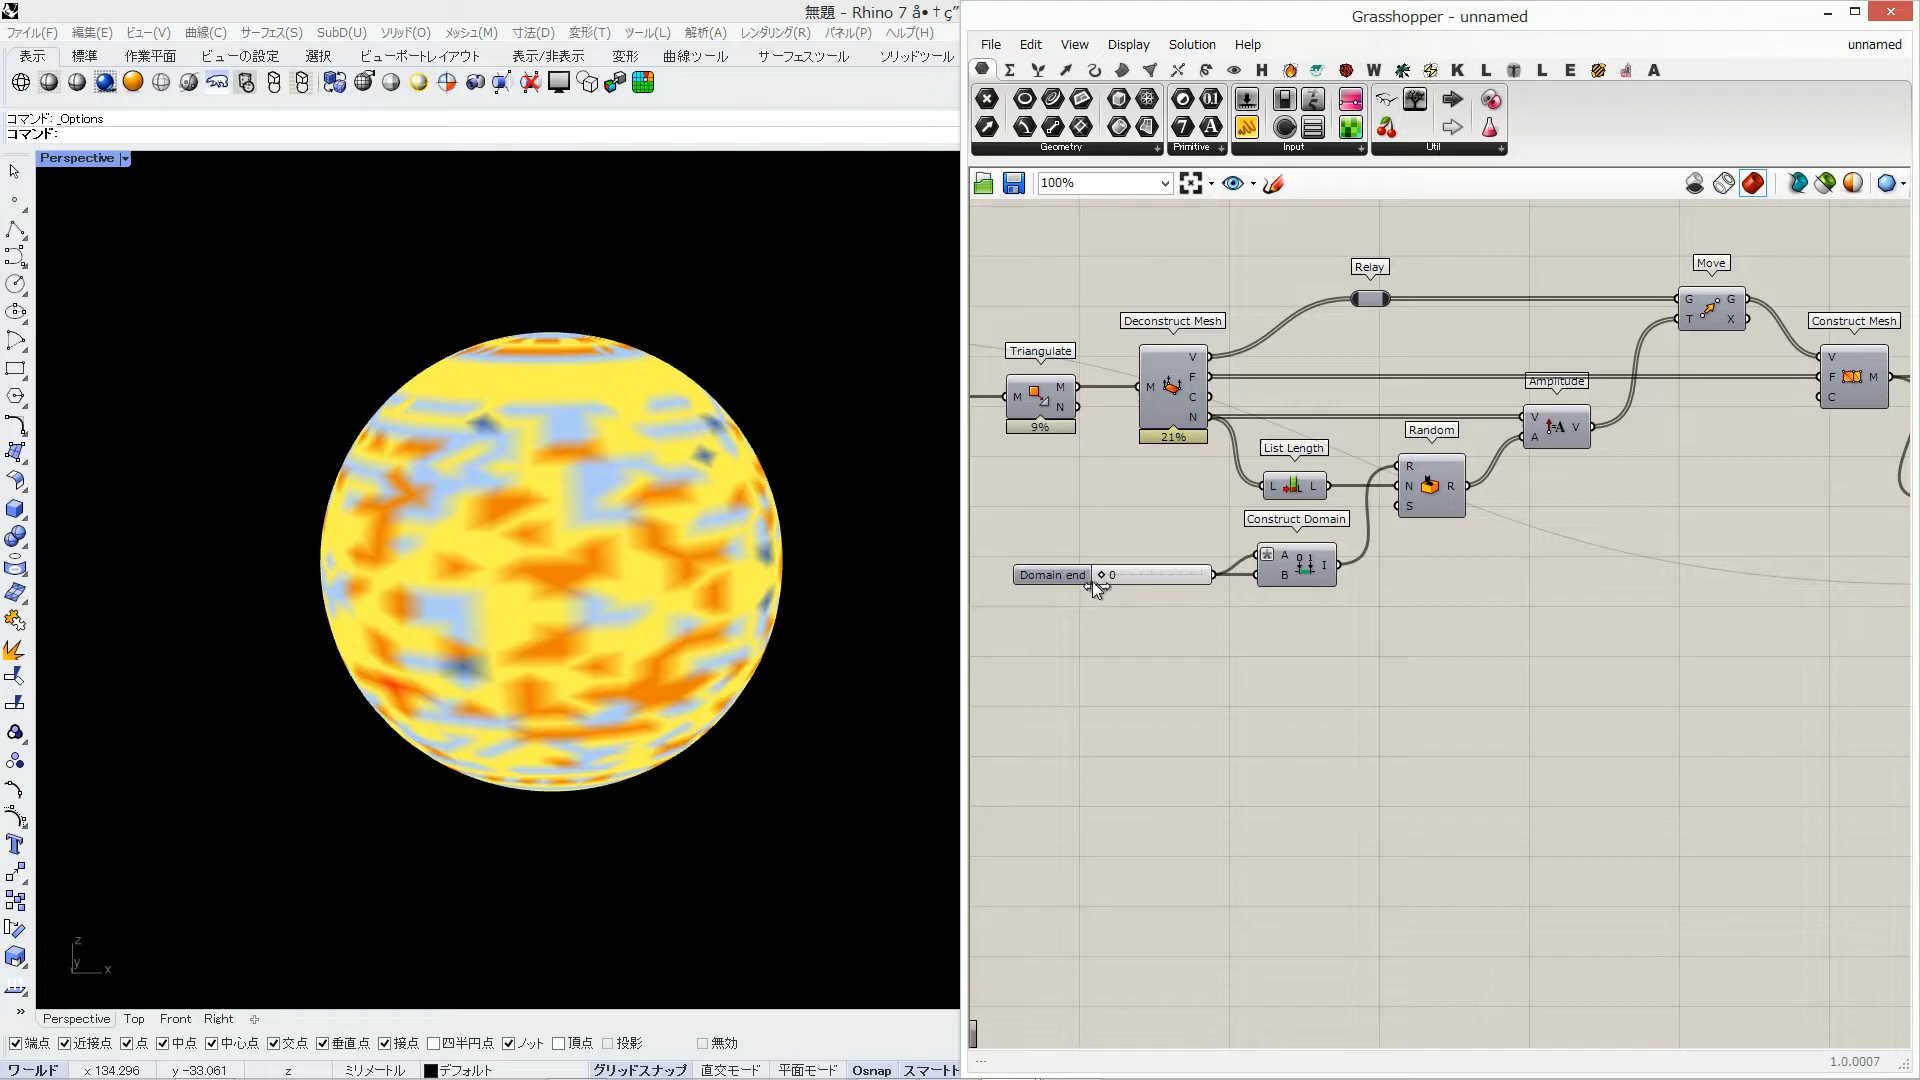 無題 - Rhino 7 å•†ç”
ファイル(F) 編集(E) ビュー(V) 曲線(C) サーフェス(S) SubD(U) ソリッド(O) メッシュ(M) 寸法(D) 変形(T) ツール(L) 解析(A) レンダリング(R) パネル(P) ヘルプ(H)
表示 標準 作業平面 ビューの設定 選択 ビューポートレイアウト 表示/非表示 変形 曲線ツール サーフェスツール ソリッドツール
コマンド: _Options
コマンド:
Perspective
z
y x
Perspective Top Front Right
端点 近接点 点 中点 中心点 交点 垂直点 接点 四半円点 ノット 頂点 投影 無効
ワールド x 134.296 y -33.061 z ミリメートル デフォルト グリッドスナップ 直交モード 平面モード Osnap スマートト
Grasshopper - unnamed
File Edit View Display Solution Help unnamed
Geometry Primitive Input Util
100%
Relay
Move
G G
T X
Deconstruct Mesh
V
M F
C
N
21%
Construct Mesh
V
F M
C
Triangulate
M M
N
9%
Amplitude
V V
A
Random
R
N R
S
List Length
L L
Construct Domain
A I
B
Domain end 0
1.0.0007